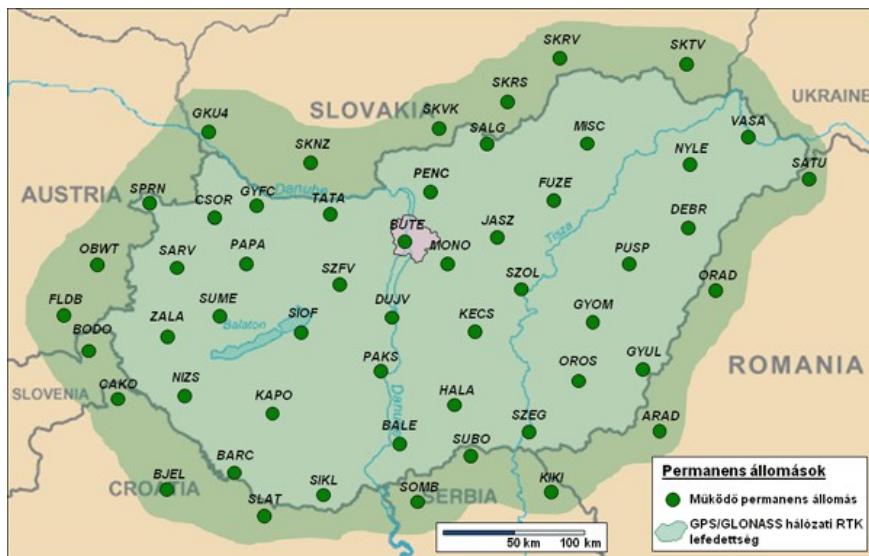 SKRV
SKTV
SKRS
UKRAINE
SLOVAKIA
GKU4
SKVK
VASA
SALG
MISC
SKNZ
NYLE
SATU
PENC
AUSTRIA
SPRN
Danube
FUZE
CSOR
GYFC
TATA
DEBR
BUTE
JASZ
Tisza
OBWT
SARV
PAPA
MONO
PUSP
SZFV
SZOL
ORAD
FLDB
SUME
DUJV
GYOM
BODO
ZALA
Balaton
SIOF
KECS
ROMANIA
PAKS
GYUL
OROS
SLOVENIA
CAKO
NIZS
KAPO
Danube
HALA
BALE
SZEG
ARAD
SUBO
BARC
BJEL
CROATIA
SIKL
SOMB
SERBIA
KIKI
SLAT
Permanens állomások
Működő permanens állomás
GPS/GLONASS hálózati RTK
lefedettség
50 km
100 km